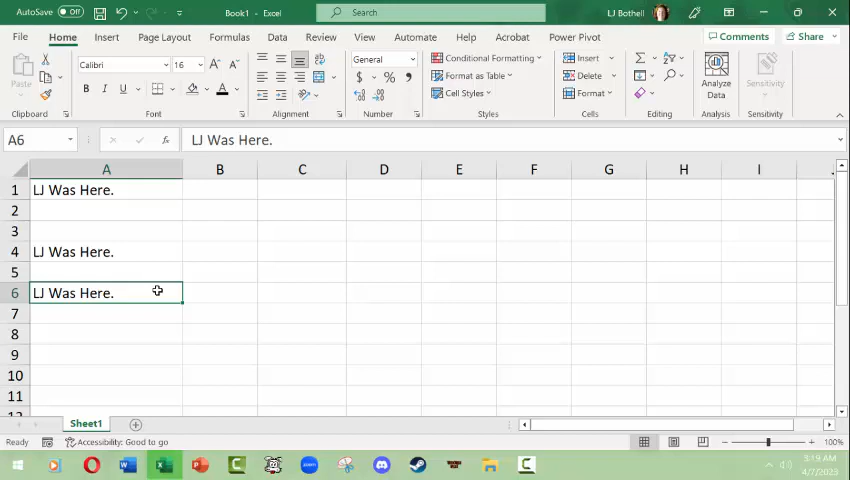 AutoSave Off Book1 - Excel Search LJ Bothell
File Home Insert Page Layout Formulas Data Review View Automate Help Acrobat Power Pivot Comments Share
Paste Calibri 16 General Conditional Formatting Insert Analyze Data Sensitivity
B I U A $ % Format as Table Delete
Cell Styles Format
Clipboard Font Alignment Number Styles Cells Editing Analysis Sensitivity
A6 fx LJ Was Here.
A B C D E F G H I
1 LJ Was Here.
2
3
4 LJ Was Here.
5
6 LJ Was Here.
7
8
9
10
11
Sheet1
Ready Accessibility: Good to go 100%
3:19 AM
4/7/2023